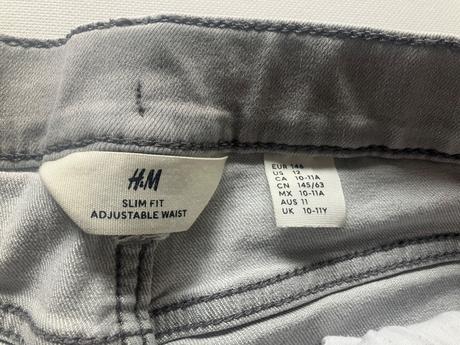 H&M
SLIM FIT
ADJUSTABLE WAIST
EUR 146
US 12
CA 10-11A
CN 145/63
MX 10-11A
AUS 11
UK 10-11Y